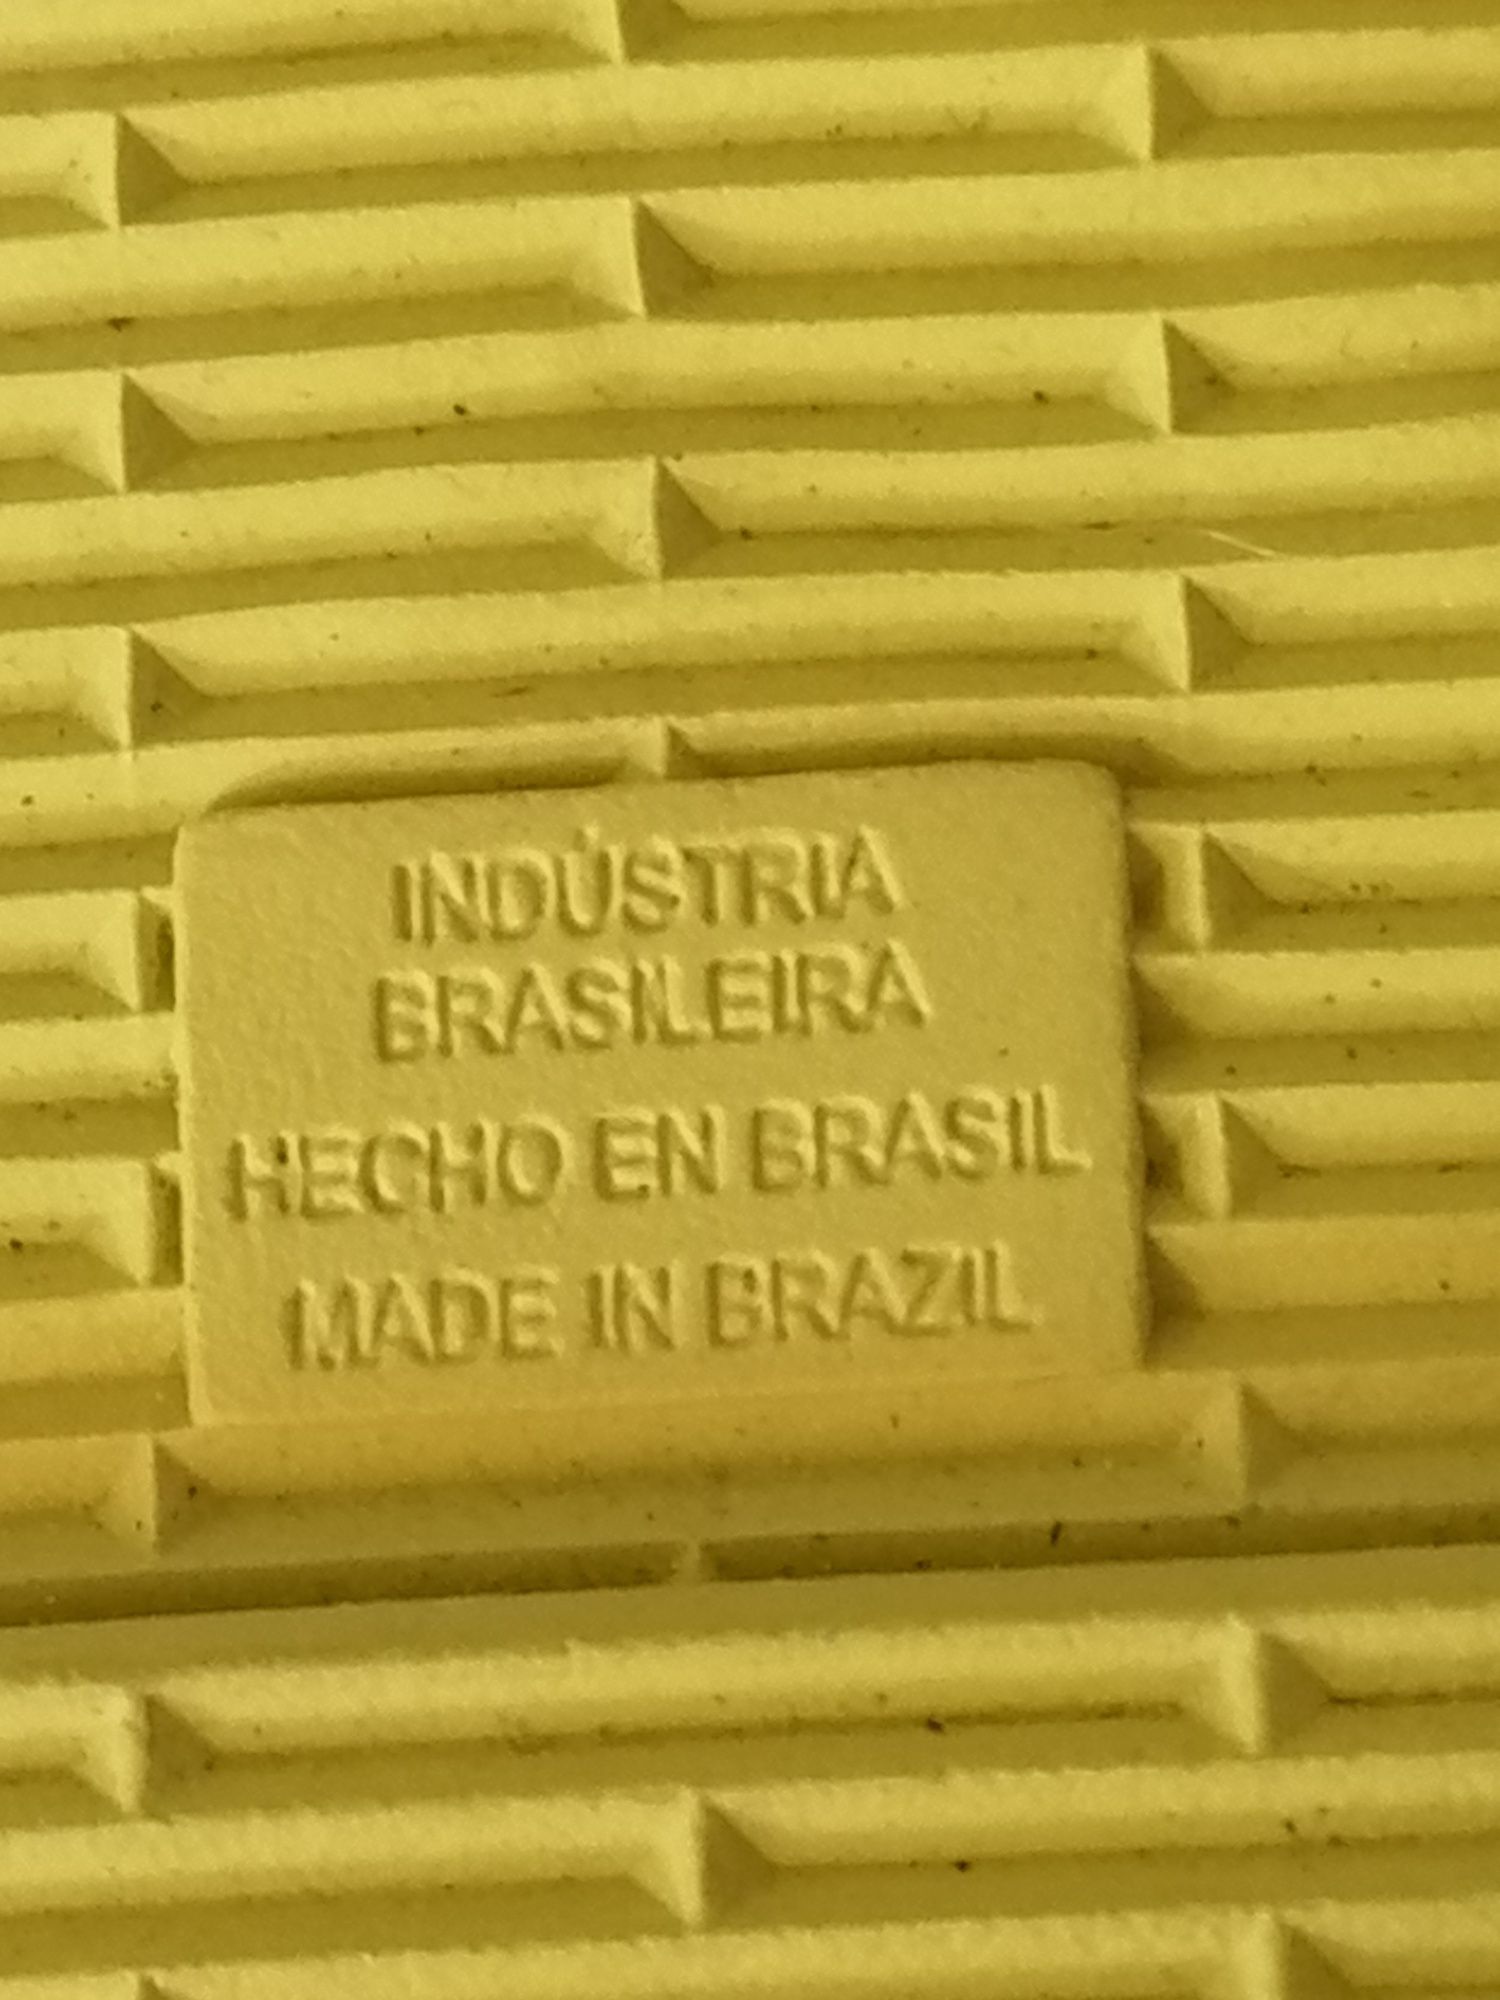 INDÚSTRIA
BRASILEIRA
HECHO EN BRASIL
MADE IN BRAZIL